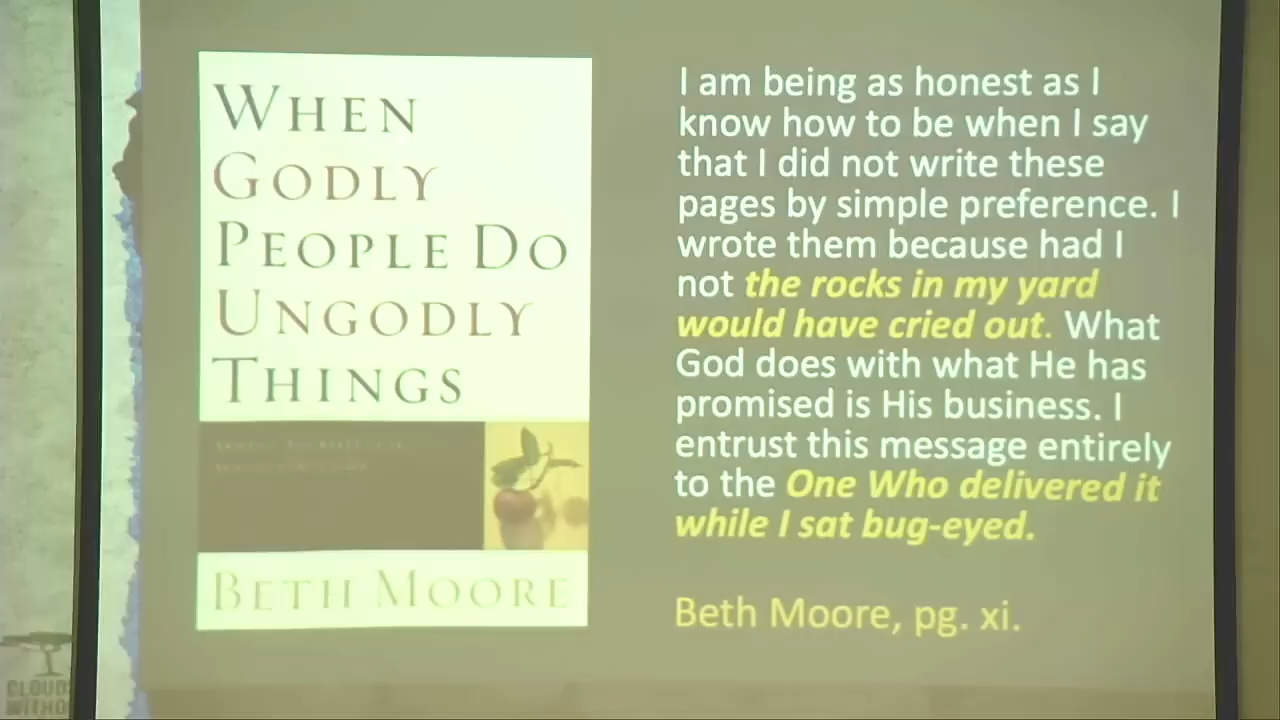 WHEN
GODLY
PEOPLE DO
UNGODLY
THINGS
BETH MOORE
I am being as honest as I
know how to be when I say
that I did not write these
pages by simple preference. I
wrote them because had I
not the rocks in my yard
would have cried out. What
God does with what He has
promised is His business. I
entrust this message entirely
to the One Who delivered it
while I sat bug-eyed.
Beth Moore, pg. xi.
CLOUD
WITHO